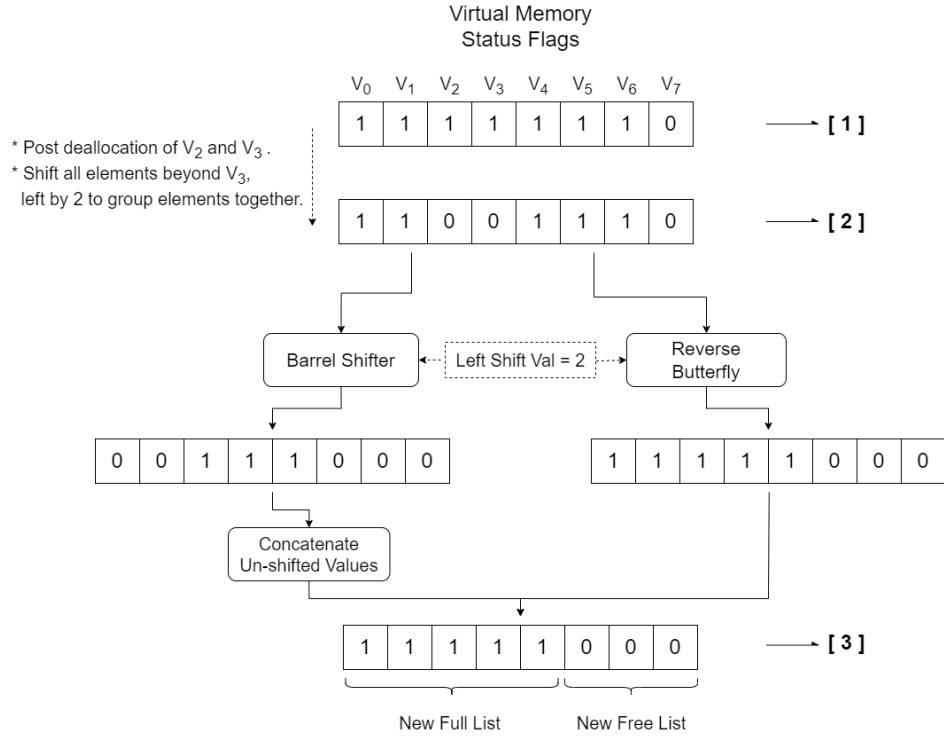 Virtual Memory
Status Flags
V0 V1 V2 V3 V4 V5 V6 V7
1 1 1 1 1 1 1 0
[ 1 ]
* Post deallocation of V2 and V3 .
* Shift all elements beyond V3,
left by 2 to group elements together.
1 1 0 0 1 1 1 0
[ 2 ]
Barrel Shifter
Left Shift Val = 2
Reverse
Butterfly
0 0 1 1 1 0 0 0
1 1 1 1 1 0 0 0
Concatenate
Un-shifted Values
1 1 1 1 1 0 0 0
[ 3 ]
New Full List
New Free List